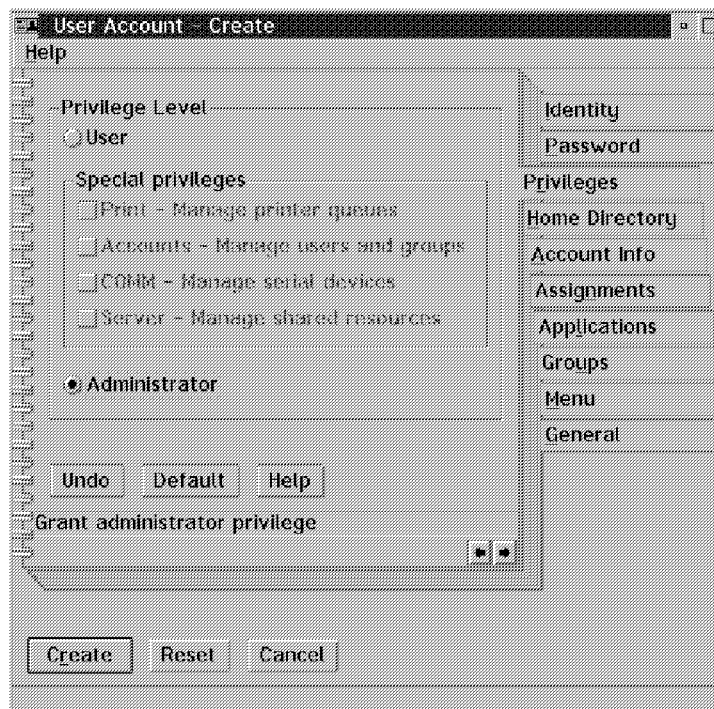 User Account - Create
Help
Privilege Level
User
Special privileges
Print - Manage printer queues
Accounts - Manage users and groups
COMM - Manage serial devices
Server - Manage shared resources
Administrator
Undo Default Help
Grant administrator privilege
Identity
Password
Privileges
Home Directory
Account Info
Assignments
Applications
Groups
Menu
General
Create Reset Cancel